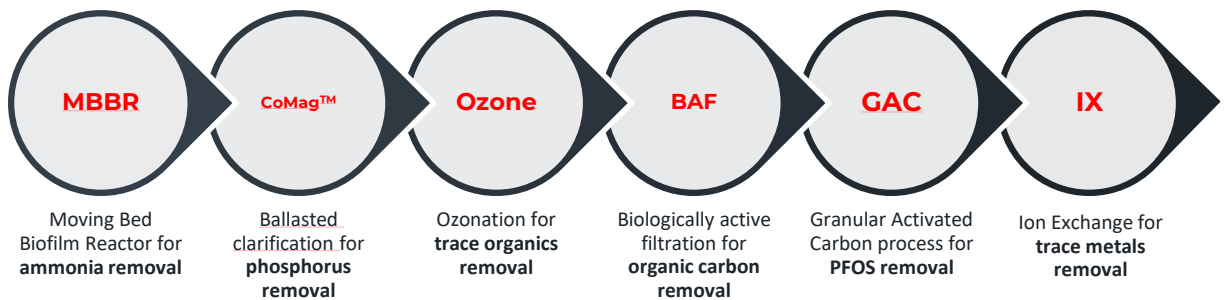 MBBR
CoMag™
Ozone
BAF
GAC
IX
Moving Bed
Biofilm Reactor for
ammonia removal
Ballasted
clarification for
phosphorus
removal
Ozonation for
trace organics
removal
Biologically active
filtration for
organic carbon
removal
Granular Activated
Carbon process for
PFOS removal
Ion Exchange for
trace metals
removal